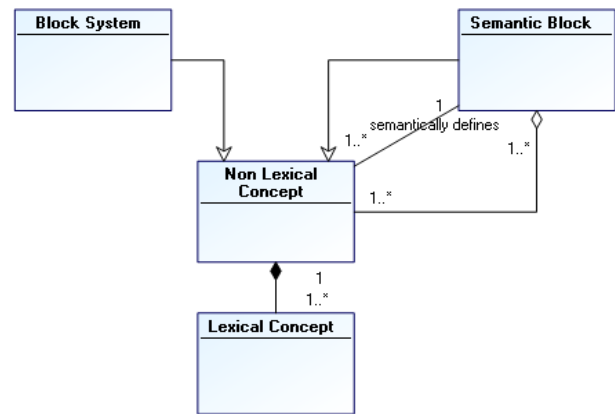 Block System
Semantic Block
1
semantically defines
1..*
1..*
Non Lexical
Concept
1..*
1
1..*
Lexical Concept